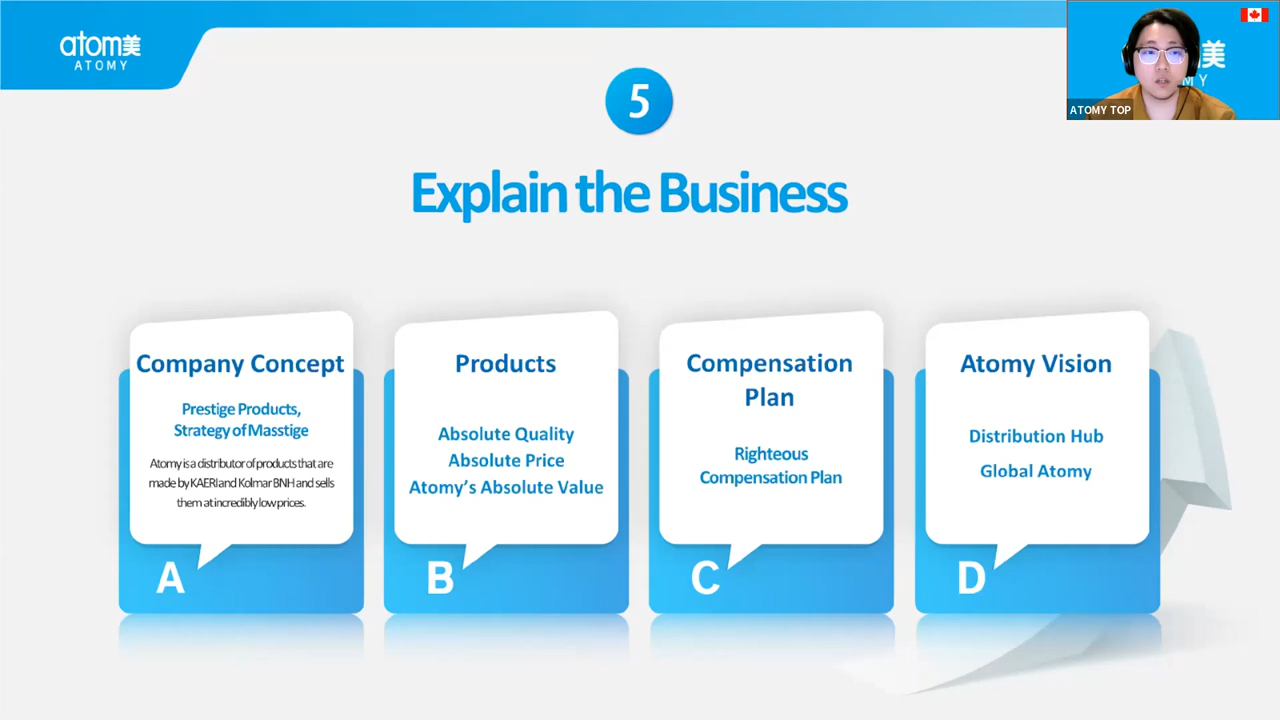 atom美
ATOMY
美
MY
ATOMY TOP
5
Explain the Business
Company Concept
Prestige Products,
Strategy of Masstige
Atomy is a distributor of products that are
made by KAERI and Kolmar BNH and sells
them at incredibly low prices.
A
Products
Absolute Quality
Absolute Price
Atomy's Absolute Value
B
Compensation
Plan
Righteous
Compensation Plan
C
Atomy Vision
Distribution Hub
Global Atomy
D